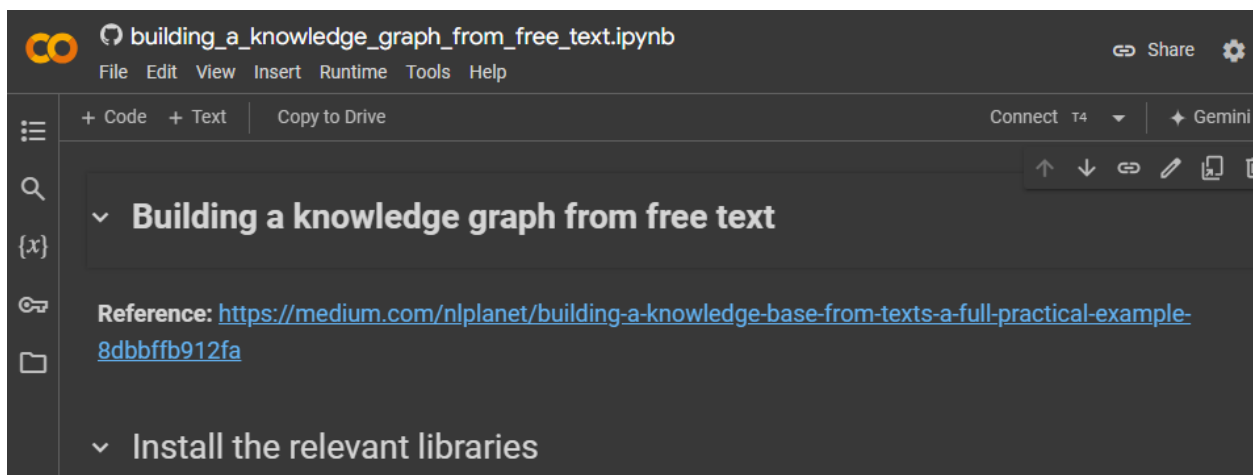 building_a_knowledge_graph_from_free_text.ipynb
Share
File Edit View Insert Runtime Tools Help
+ Code + Text Copy to Drive
Connect T4 Gemini
Building a knowledge graph from free text
{x}
Reference: https://medium.com/nlplanet/building-a-knowledge-base-from-texts-a-full-practical-example-
8dbbffb912fa
Install the relevant libraries